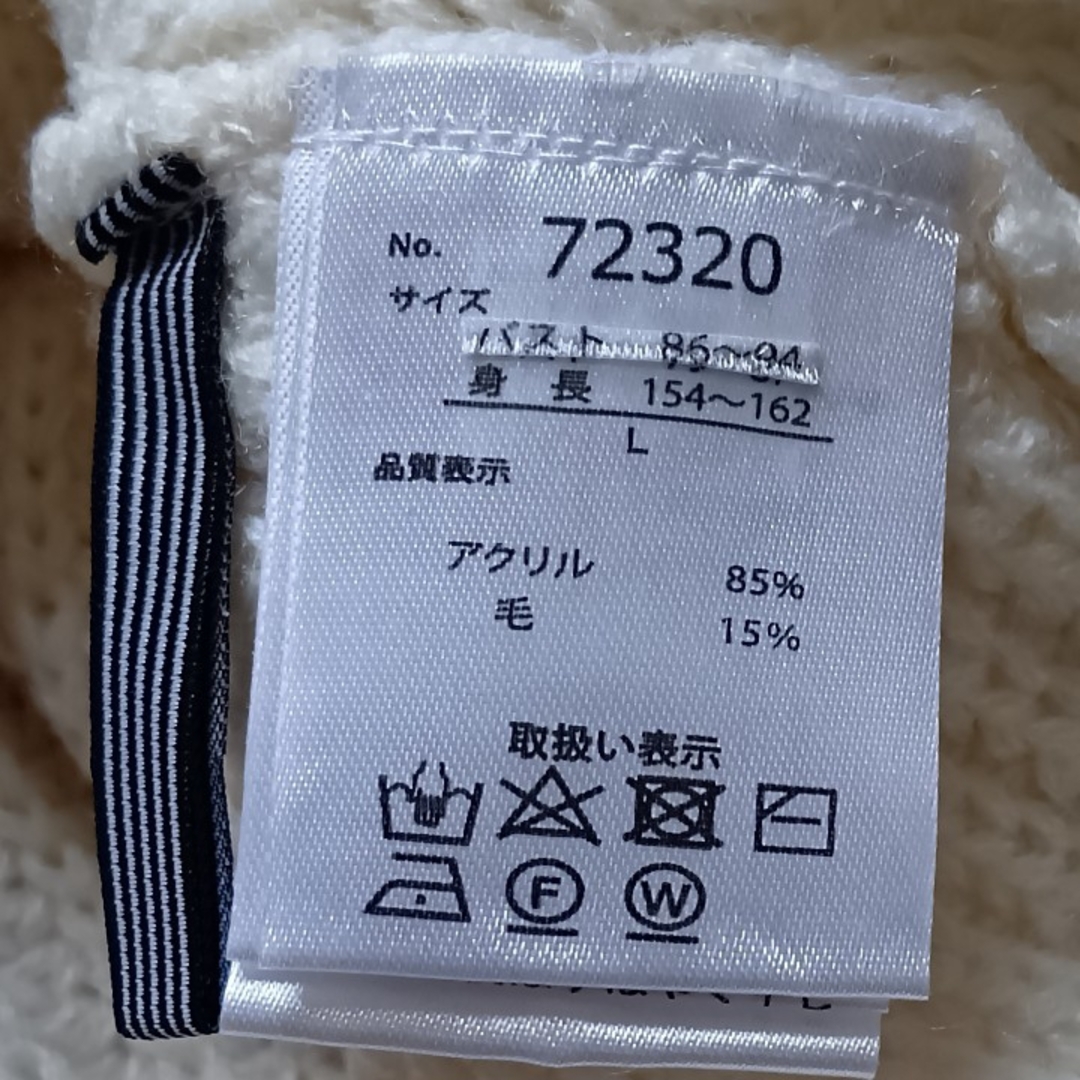 No. 72320
サイズ
バスト 86～94
身長 154～162
L
品質表示
アクリル 85%
毛 15%
取扱い表示
F W